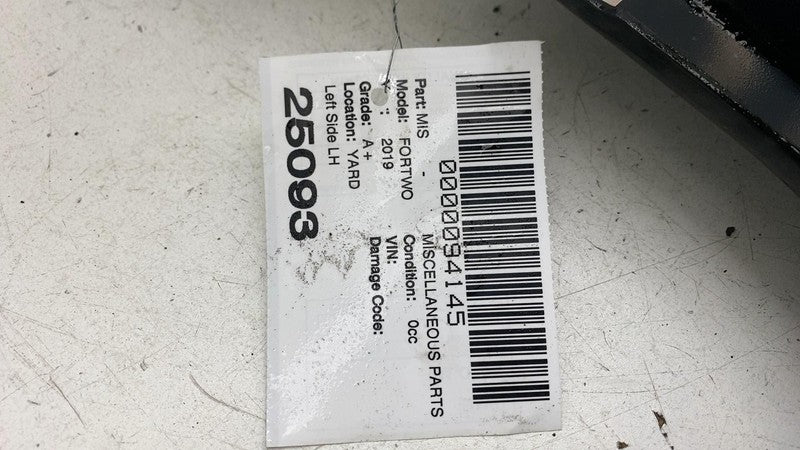 0000094145
Part: MIS - MISCELLANEOUS PARTS
Model: FORTWO Condition: 0cc
: 2019 VIN:
Grade: A+ Damage Code:
Location: YARD
Left Side LH
25093